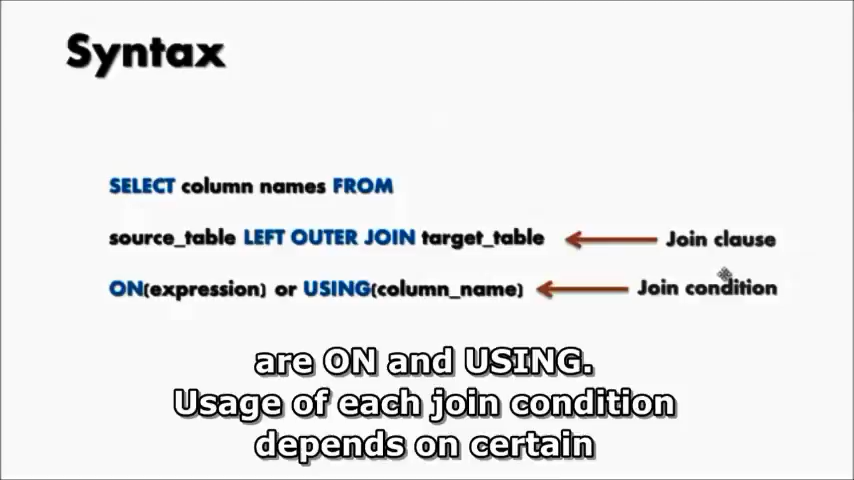 Syntax
SELECT column names FROM
source_table LEFT OUTER JOIN target_table Join clause
ON(expression) or USING(column_name) Join condition
are ON and USING.
Usage of each join condition
depends on certain